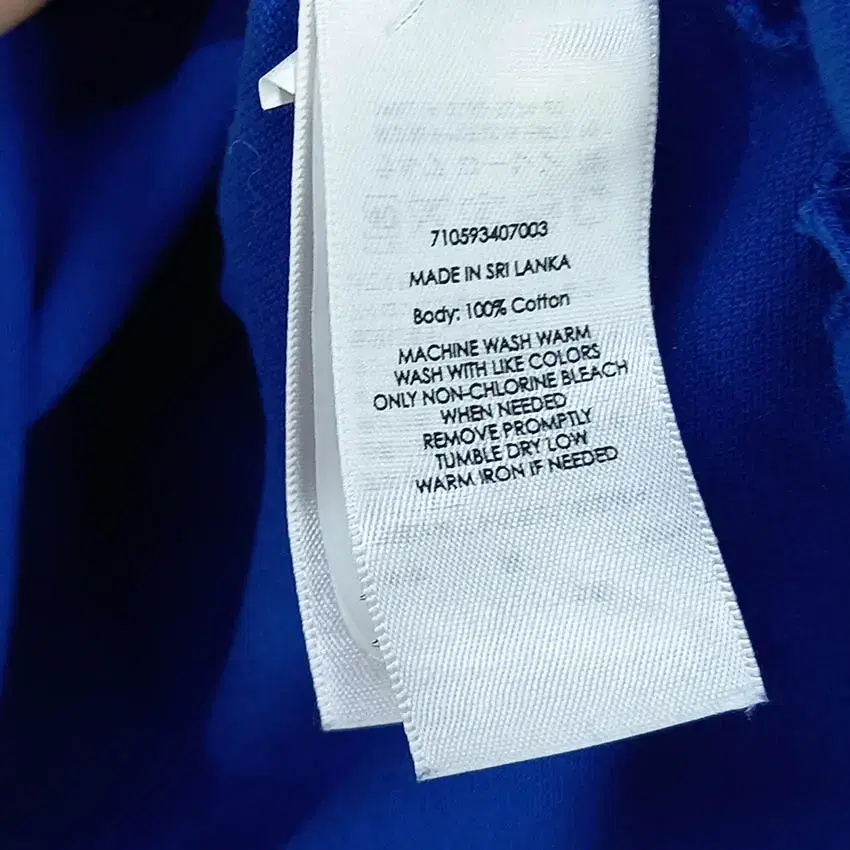 710593407003
MADE IN SRI LANKA
Body: 100% Cotton
MACHINE WASH WARM
WASH WITH LIKE COLORS
ONLY NON-CHLORINE BLEACH
WHEN NEEDED
REMOVE PROMPTLY
TUMBLE DRY LOW
WARM IRON IF NEEDED